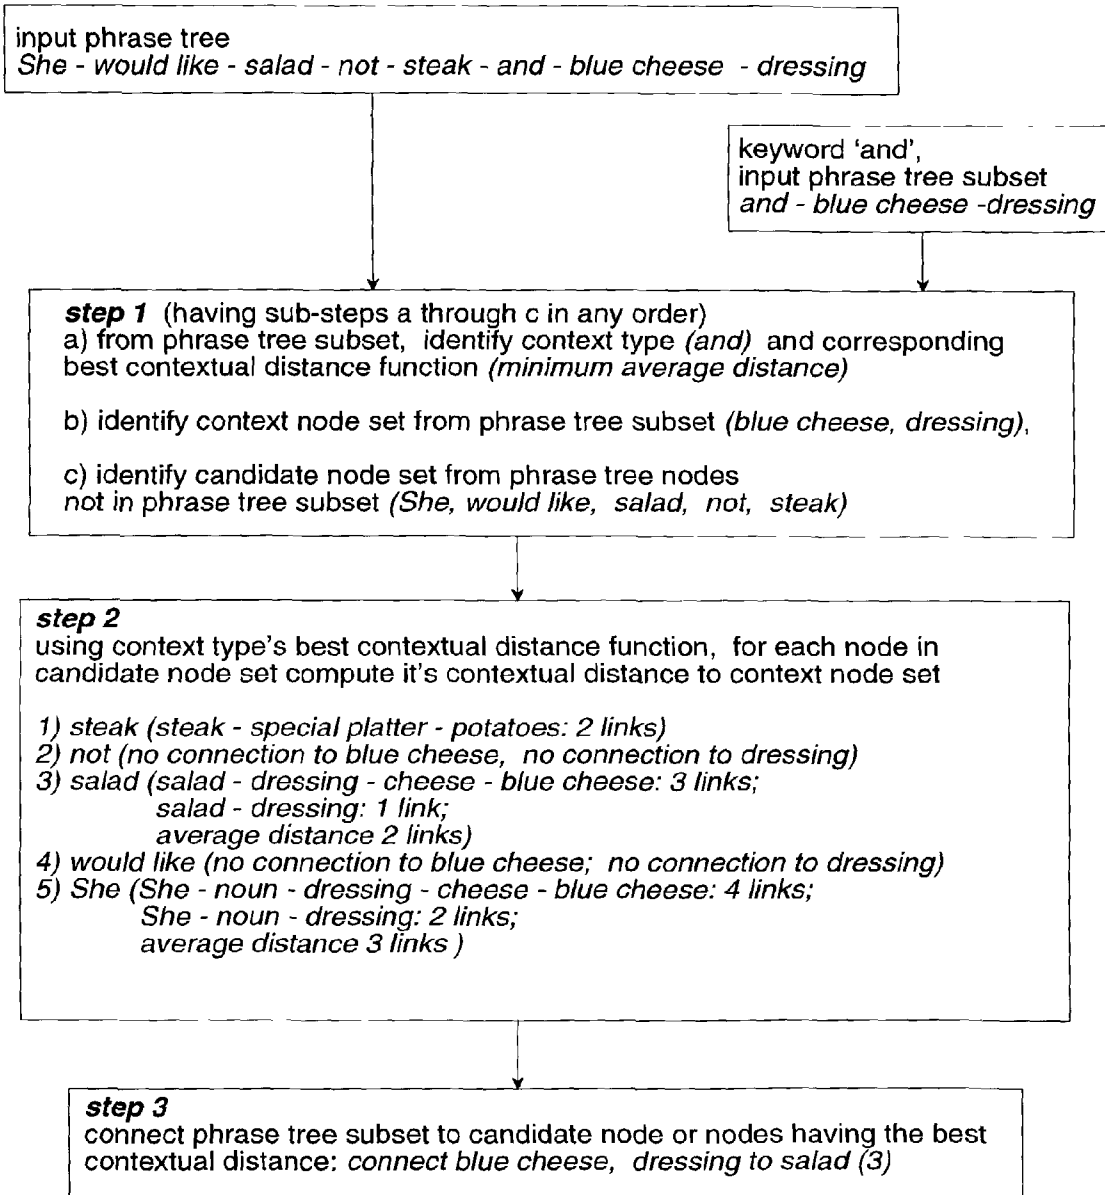 input phrase tree
She - would like - salad - not - steak - and - blue cheese - dressing
keyword ‘and’,
input phrase tree subset
and - blue cheese -dressing
step 1 (having sub-steps a through c in any order)
a) from phrase tree subset, identify context type (and) and corresponding
best contextual distance function (minimum average distance)
b) identify context node set from phrase tree subset (blue cheese, dressing),
c) identify candidate node set from phrase tree nodes
not in phrase tree subset (She, would like, salad, not, steak)
step 2
using context type's best contextual distance function, for each node in
candidate node set compute it's contextual distance to context node set
1) steak (steak - special platter - potatoes: 2 links)
2) not (no connection to blue cheese, no connection to dressing)
3) salad (salad - dressing - cheese - blue cheese: 3 links;
salad - dressing: 1 link;
average distance 2 links)
4) would like (no connection to blue cheese; no connection to dressing)
5) She (She - noun - dressing - cheese - blue cheese: 4 links;
She - noun - dressing: 2 links;
average distance 3 links )
step 3
connect phrase tree subset to candidate node or nodes having the best
contextual distance: connect blue cheese, dressing to salad (3)